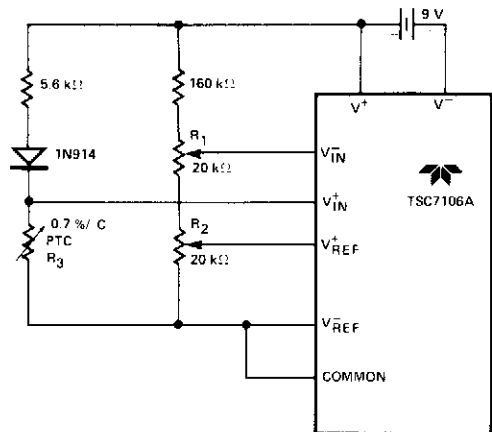 9 V
5.6 kΩ
160 kΩ
V+
V−
1N914
R1
20 kΩ
V−IN
TSC7106A
V+IN
0.7 %/ C
PTC
R3
R2
20 kΩ
V+REF
V−REF
COMMON